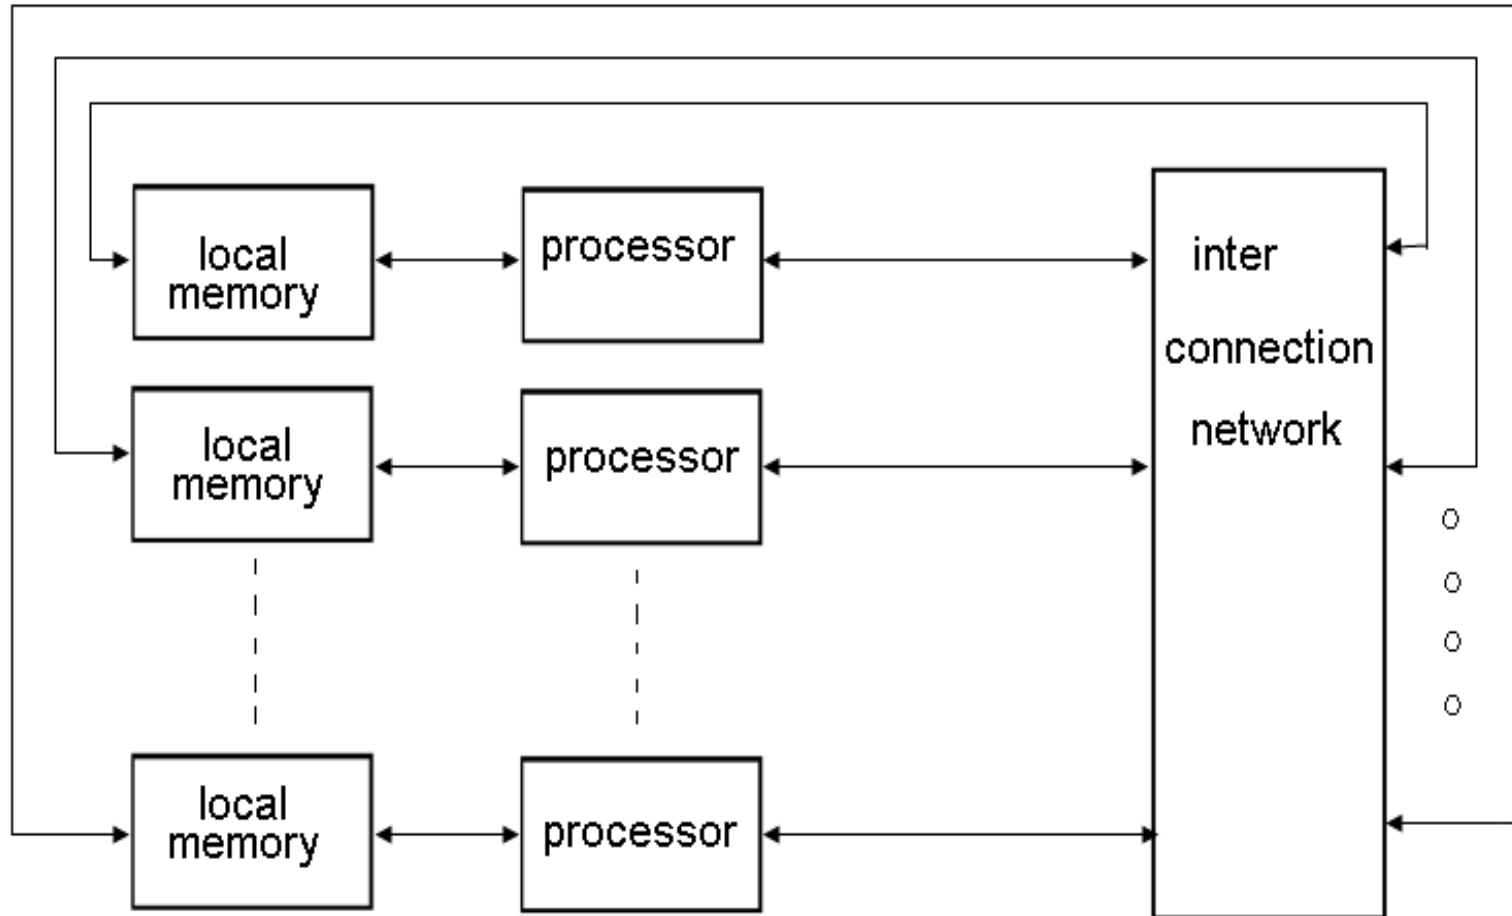 local
memory
processor
inter
connection
network
local
memory
processor
local
memory
processor
o
o
o
o